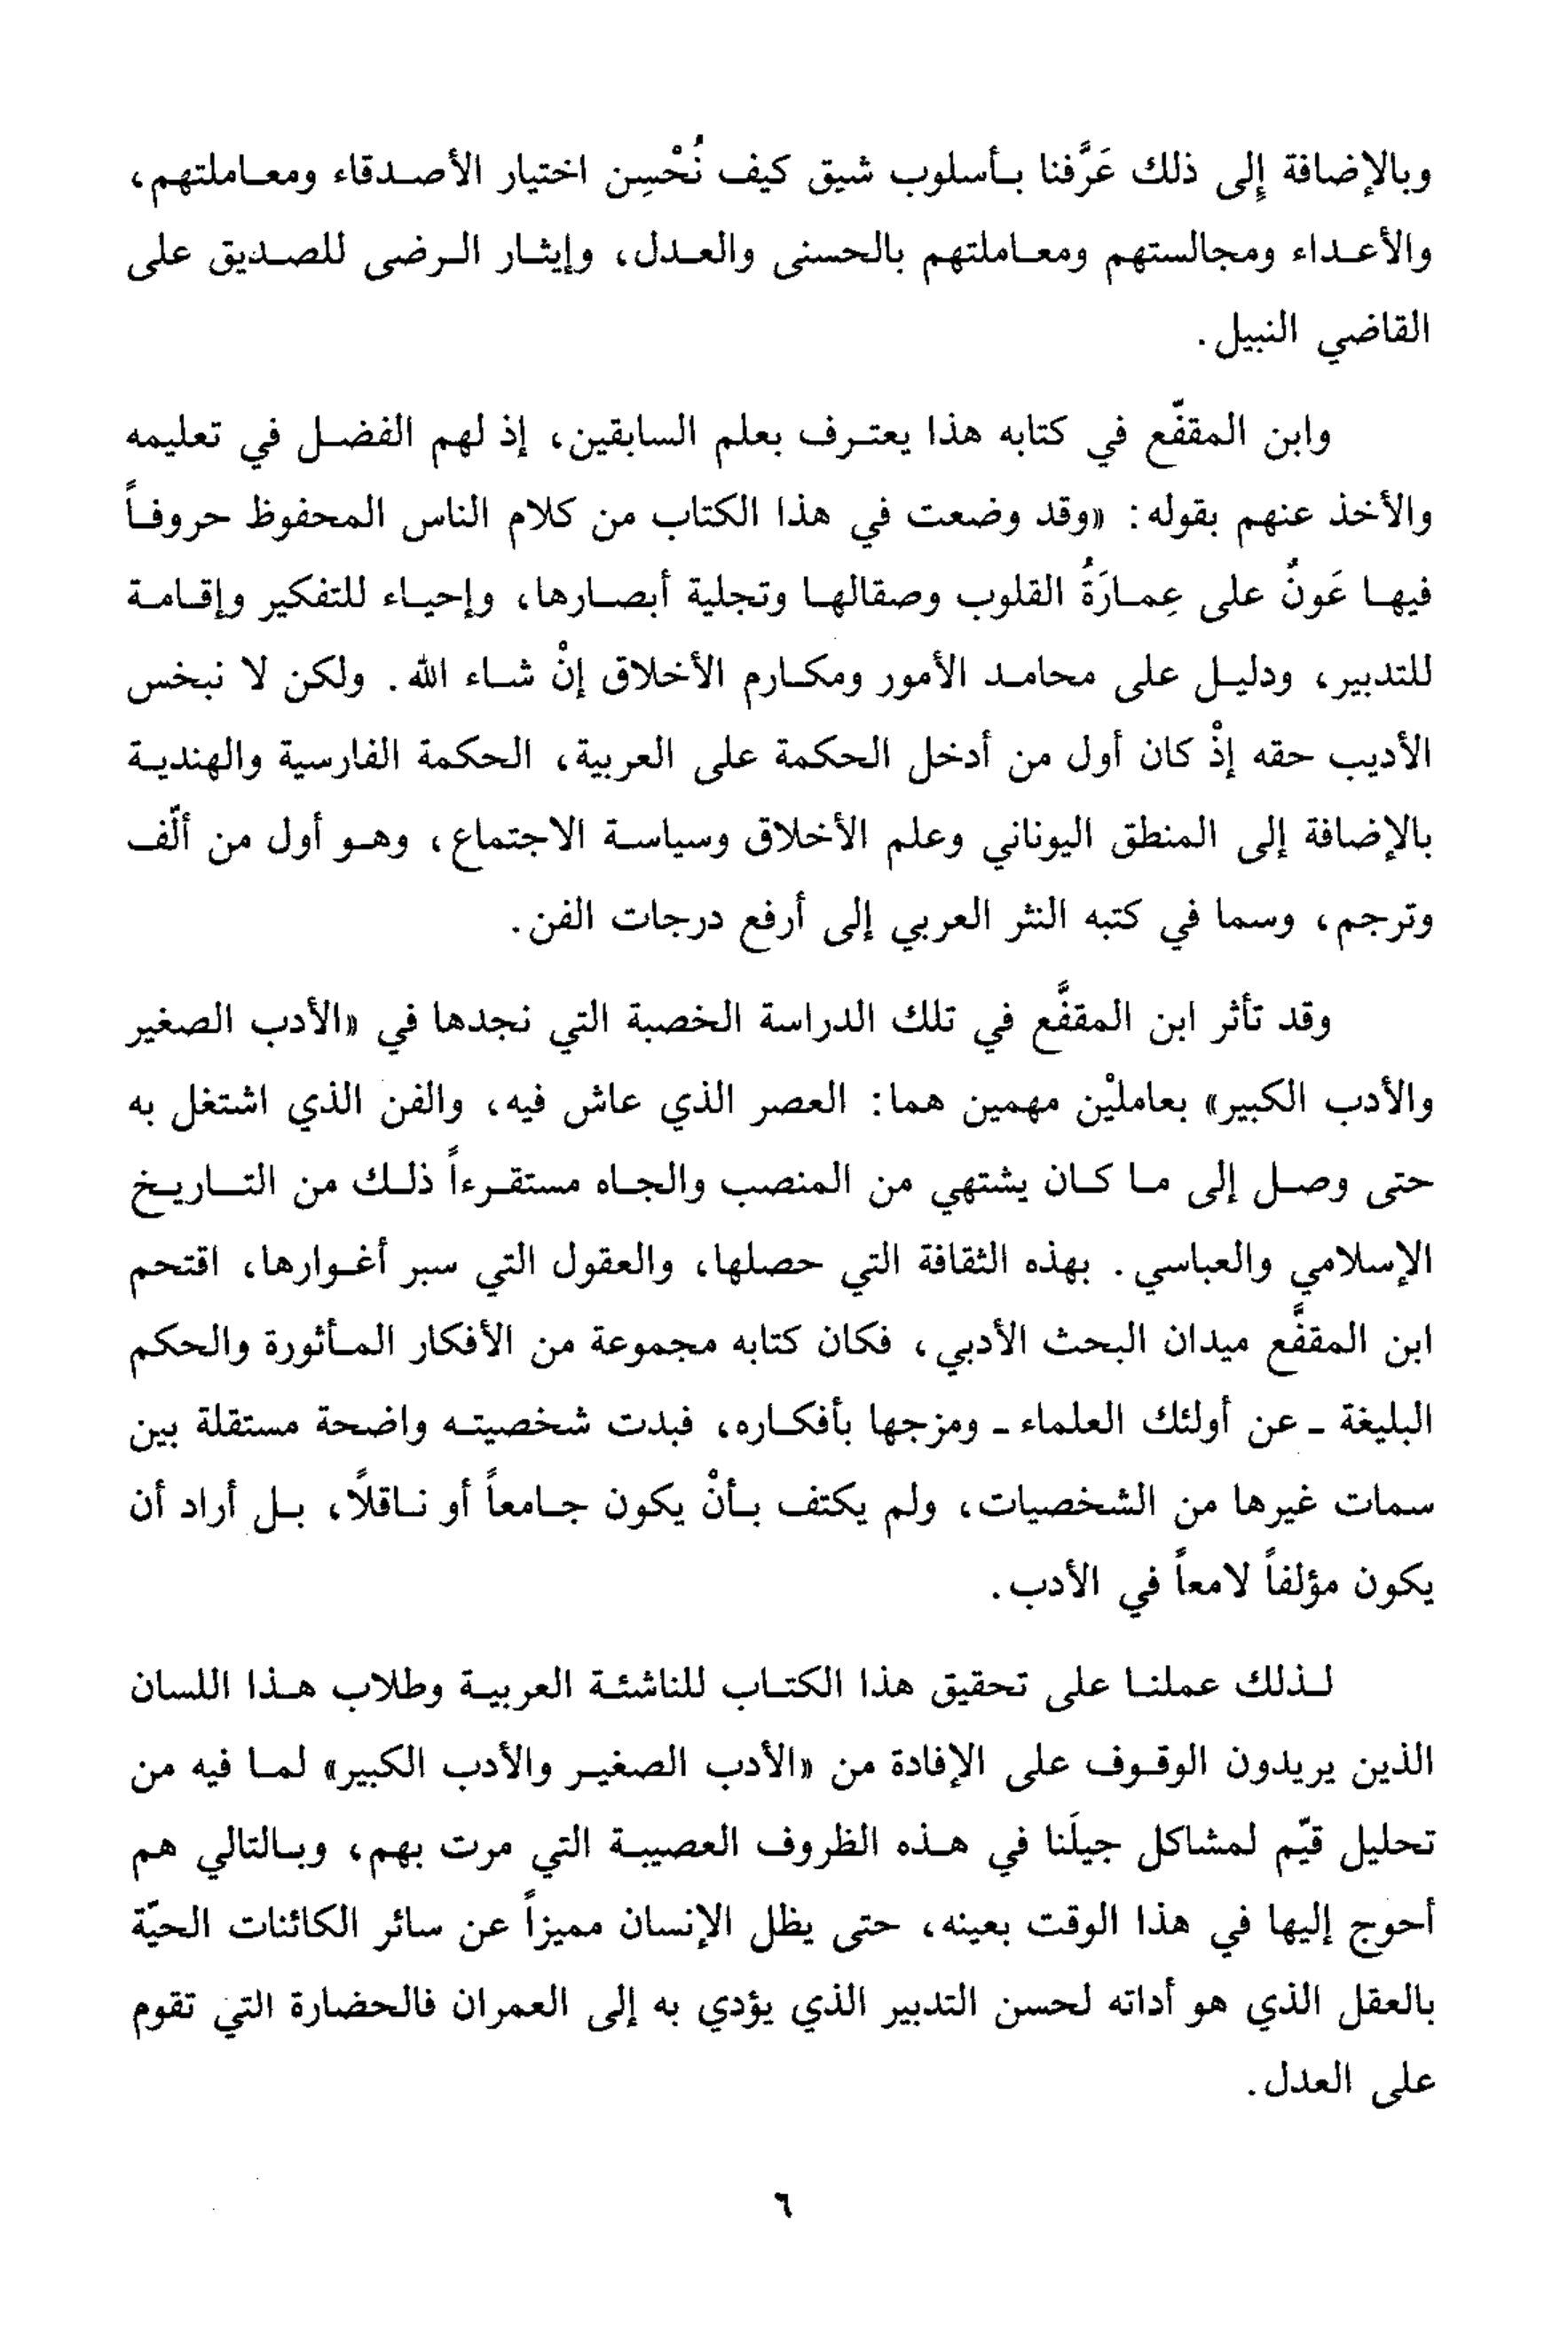 وبالإضافة إلى ذلك عَرَّفنا بأسلوب شيق كيف نُحْسِن اختيار الأصدقاء ومعاملتهم،
والأعداء ومجالستهم ومعاملتهم بالحسنى والعدل، وإيثار الرضى للصديق على
القاضي النبيل.
وابن المقفّع في كتابه هذا يعترف بعلم السابقين، إذ لهم الفضل في تعليمه
والأخذ عنهم بقوله: «وقد وضعت في هذا الكتاب من كلام الناس المحفوظ حروفاً
فيها عَونُ على عِمارَةُ القلوب وصقالها وتجلية أبصارها، وإحياء للتفكير وإقامة
للتدبير، ودليل على محامد الأمور ومكارم الأخلاق إنْ شاء الله. ولكن لا نبخس
الأديب حقه إذْ كان أول من أدخل الحكمة على العربية، الحكمة الفارسية والهندية
بالإضافة إلى المنطق اليوناني وعلم الأخلاق وسياسة الاجتماع، وهو أول من ألّف
وترجم، وسما في كتبه النثر العربي إلى أرفع درجات الفن.
وقد تأثر ابن المقفَّع في تلك الدراسة الخصبة التي نجدها في «الأدب الصغير
والأدب الكبير» بعامليْن مهمين هما: العصر الذي عاش فيه، والفن الذي اشتغل به
حتى وصل إلى ما كان يشتهي من المنصب والجاه مستقرءاً ذلك من التاريخ
الإسلامي والعباسي. بهذه الثقافة التي حصلها، والعقول التي سبر أغوارها، اقتحم
ابن المقفَّع ميدان البحث الأدبي، فكان كتابه مجموعة من الأفكار المأثورة والحكم
البليغة ـ عن أولئك العلماء ـ ومزجها بأفكاره، فبدت شخصيته واضحة مستقلة بين
سمات غيرها من الشخصيات، ولم يكتف بأنْ يكون جامعاً أو ناقلاً، بل أراد أن
يكون مؤلفاً لامعاً في الأدب.
لذلك عملنا على تحقيق هذا الكتاب للناشئة العربية وطلاب هذا اللسان
الذين يريدون الوقوف على الإفادة من «الأدب الصغير والأدب الكبير» لما فيه من
تحليل قيّم لمشاكل جيلَنا في هذه الظروف العصيبة التي مرت بهم، وبالتالي هم
أحوج إليها في هذا الوقت بعينه، حتى يظل الإنسان مميزاً عن سائر الكائنات الحيّة
بالعقل الذي هو أداته لحسن التدبير الذي يؤدي به إلى العمران فالحضارة التي تقوم
على العدل.
٦